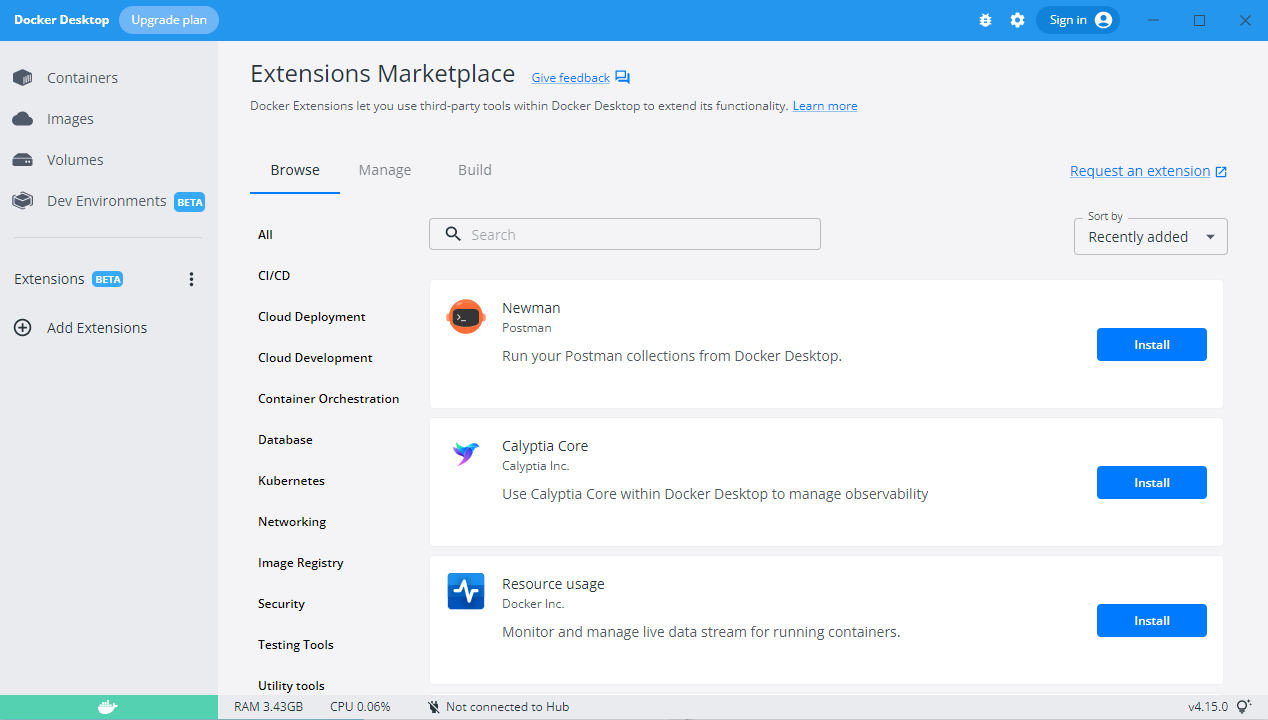 Docker Desktop Upgrade plan Sign in
Containers
Images
Volumes
Dev Environments BETA
Extensions BETA
Add Extensions
Extensions Marketplace Give feedback
Docker Extensions let you use third-party tools within Docker Desktop to extend its functionality. Learn more
Browse Manage Build
Request an extension
All
CI/CD
Cloud Deployment
Cloud Development
Container Orchestration
Database
Kubernetes
Networking
Image Registry
Security
Testing Tools
Utility tools
Search
Sort by
Recently added
Newman
Postman
Run your Postman collections from Docker Desktop.
Install
Calyptia Core
Calyptia Inc.
Use Calyptia Core within Docker Desktop to manage observability
Install
Resource usage
Docker Inc.
Monitor and manage live data stream for running containers.
Install
RAM 3.43GB CPU 0.06% Not connected to Hub v4.15.0